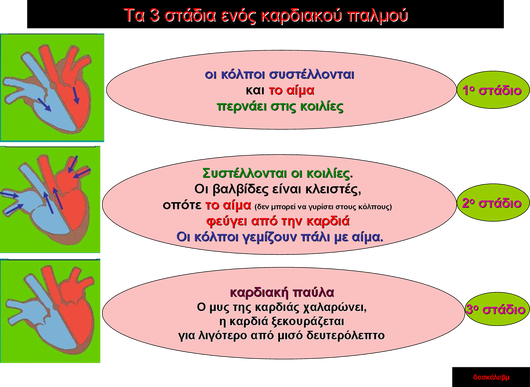 Τα 3 στάδια ενός καρδιακού παλμού
οι κόλποι συστέλλονται
και το αίμα
περνάει στις κοιλίες
1ο στάδιο
Συστέλλονται οι κοιλίες.
Οι βαλβίδες είναι κλειστές,
οπότε το αίμα (δεν μπορεί να γυρίσει στους κόλπους)
φεύγει από την καρδιά
Οι κόλποι γεμίζουν πάλι με αίμα.
2ο στάδιο
καρδιακή παύλα
Ο μυς της καρδιάς χαλαρώνει,
η καρδιά ξεκουράζεται
για λιγότερο από μισό δευτερόλεπτο
3ο στάδιο